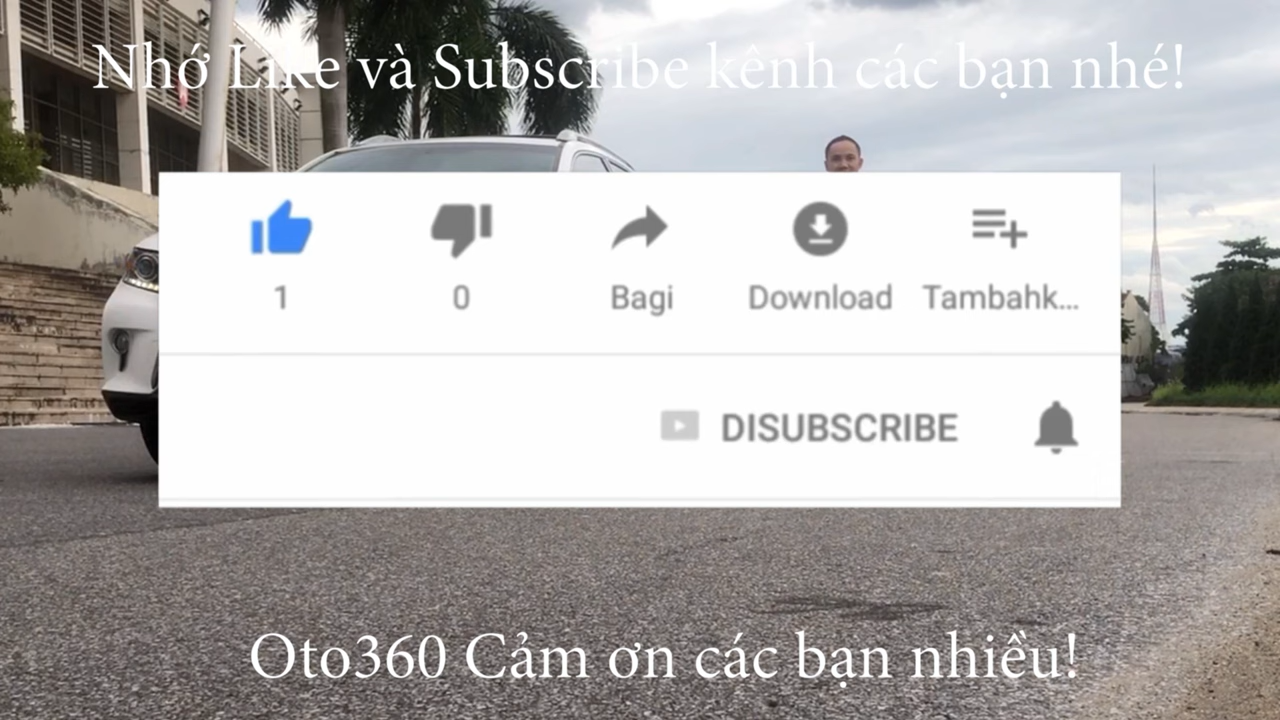 Nhớ Like và Subscribe kênh các bạn nhé!
1 0 Bagi Download Tambahk...
DISUBSCRIBE
Oto360 Cảm ơn các bạn nhiều!